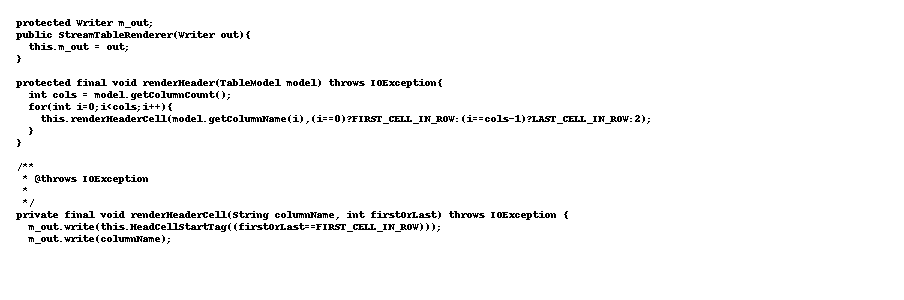 protected Writer m_out;
public StreamTableRenderer(Writer out){
this.m_out = out;
}
protected final void renderHeader(TableModel model) throws IOException{
int cols = model.getColumnCount();
for(int i=0;i<cols;i++){
this.renderHeaderCell(model.getColumnName(i),(i==0)?FIRST_CELL_IN_ROW:(i==cols-1)?LAST_CELL_IN_ROW:2);
}
}
/**
* @throws IOException
*
*/
private final void renderHeaderCell(String columnName, int firstOrLast) throws IOException {
m_out.write(this.HeadCellStartTag((firstOrLast==FIRST_CELL_IN_ROW)));
m_out.write(columnName);